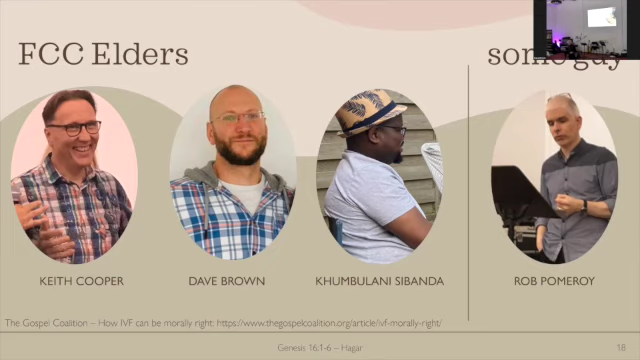 FCC Elders
some guy
KEITH COOPER
DAVE BROWN
KHUMBULANI SIBANDA
ROB POMEROY
The Gospel Coalition – How IVF can be morally right: https://www.thegospelcoalition.org/article/ivf-morally-right/
Genesis 16:1-6 – Hagar
18